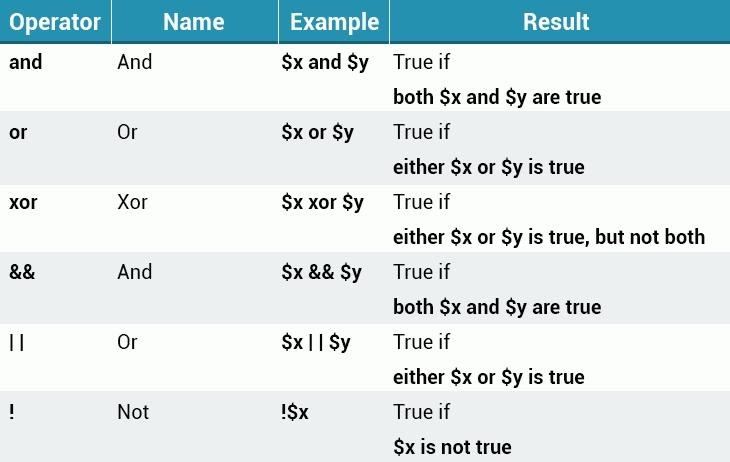 Operator Name Example Result
and And $x and $y True if
both $x and $y are true
or Or $x or $y True if
either $x or $y is true
xor Xor $x xor $y True if
either $x or $y is true, but not both
&& And $x && $y True if
both $x and $y are true
| | Or $x | | $y True if
either $x or $y is true
! Not !$x True if
$x is not true